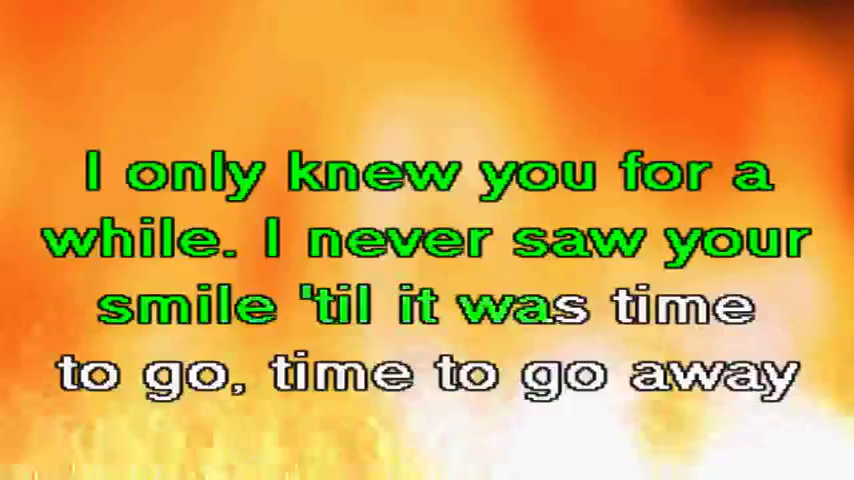 I only knew you for a
while. I never saw your
smile 'til it was time
to go, time to go away